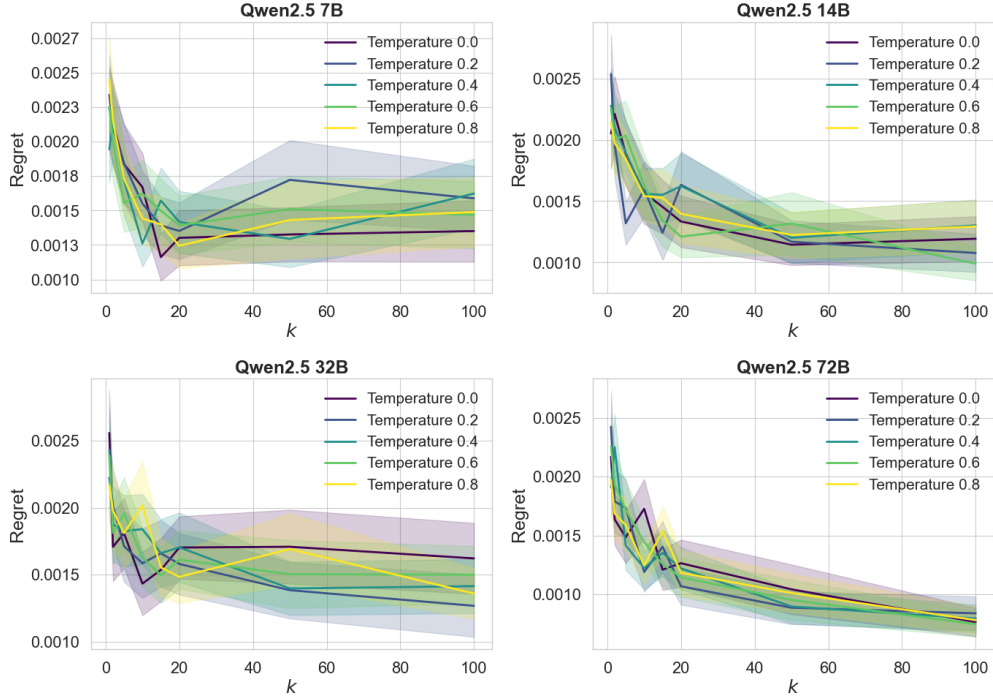 Qwen2.5 7B
0.0027
0.0025
0.0023
0.0020
0.0018
0.0015
0.0013
0.0010
Regret
0 20 40 60 80 100
k
Temperature 0.0
Temperature 0.2
Temperature 0.4
Temperature 0.6
Temperature 0.8
Qwen2.5 14B
0.0025
0.0020
0.0015
0.0010
Regret
0 20 40 60 80 100
k
Temperature 0.0
Temperature 0.2
Temperature 0.4
Temperature 0.6
Temperature 0.8
Qwen2.5 32B
0.0025
0.0020
0.0015
0.0010
Regret
0 20 40 60 80 100
k
Temperature 0.0
Temperature 0.2
Temperature 0.4
Temperature 0.6
Temperature 0.8
Qwen2.5 72B
0.0025
0.0020
0.0015
0.0010
Regret
0 20 40 60 80 100
k
Temperature 0.0
Temperature 0.2
Temperature 0.4
Temperature 0.6
Temperature 0.8